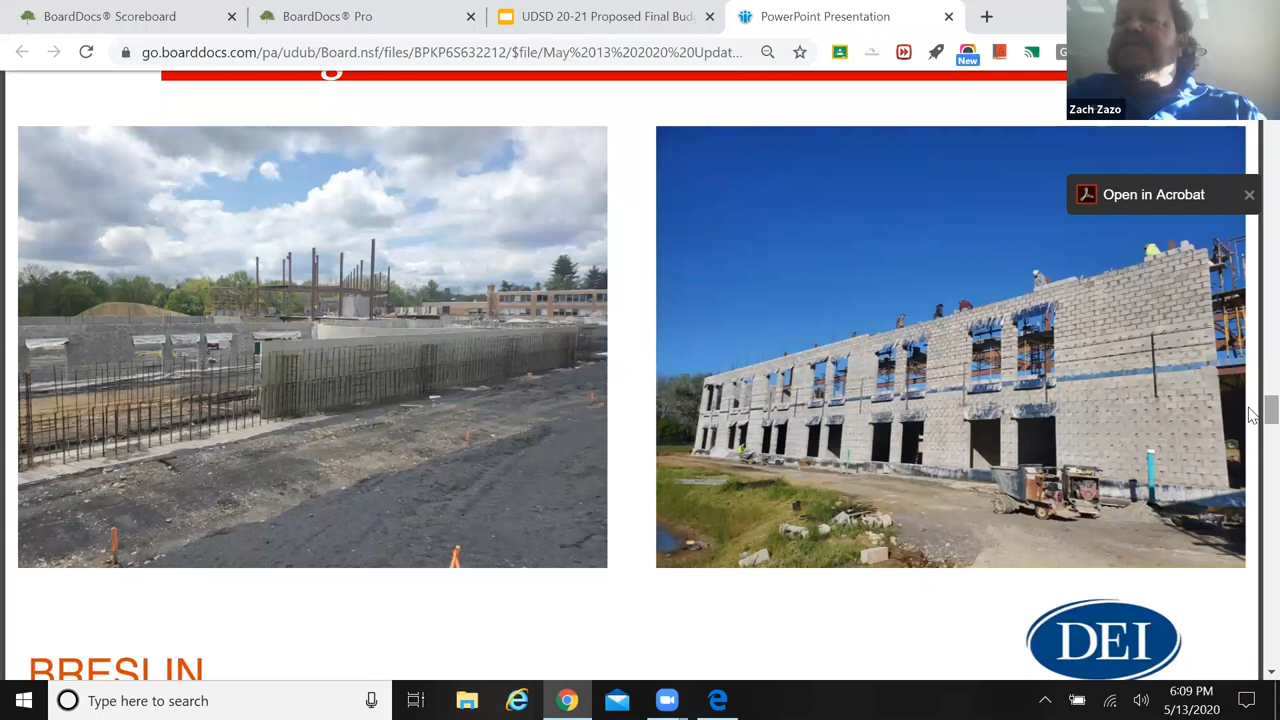 BoardDocs® Scoreboard
BoardDocs® Pro
UDSD 20-21 Proposed Final Bud
PowerPoint Presentation
go.boarddocs.com/pa/udub/Board.nsf/files/BPKP6S632212/$file/May%2013%202020%20Updat...
New
G
Zach Zazo
Open in Acrobat
DEI
BRESLIN
Type here to search
6:09 PM
5/13/2020